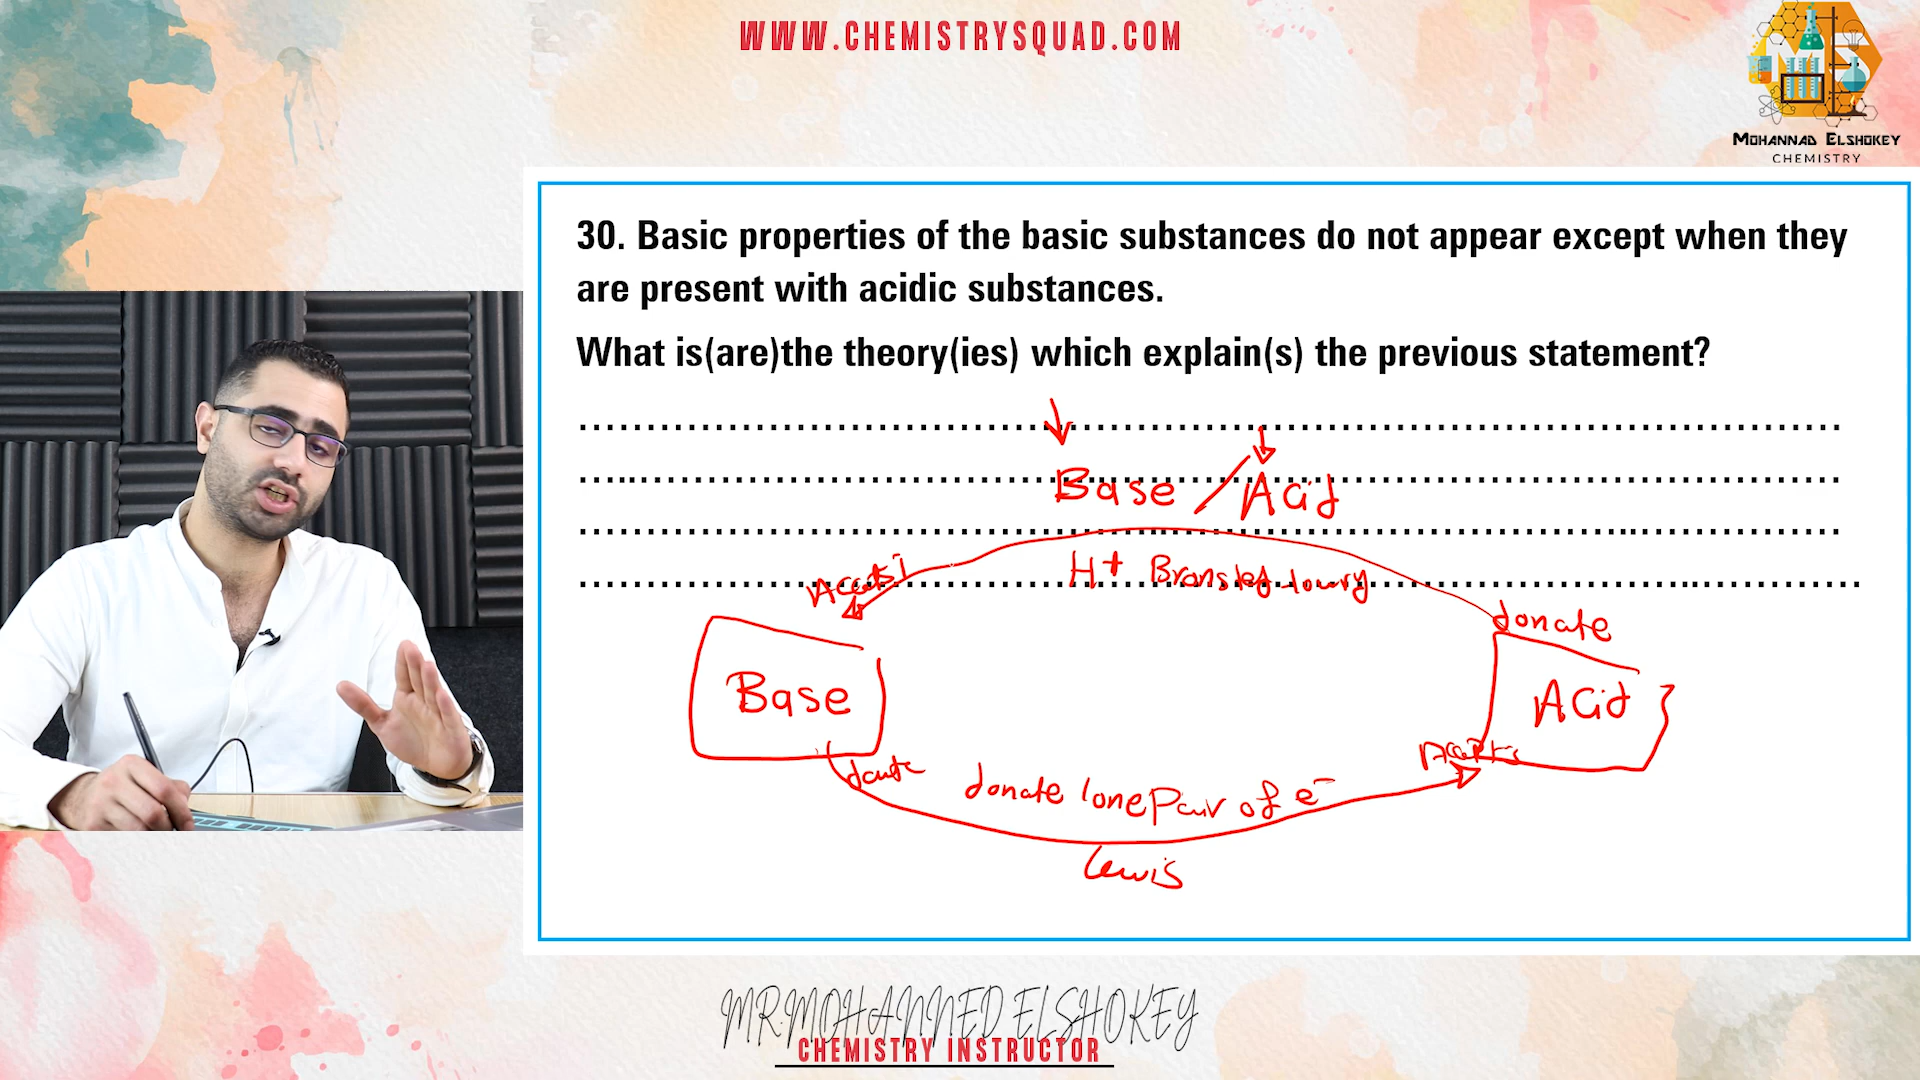 WWW.CHEMISTRYSQUAD.COM
MS
MOHANNAD ELSHOKEY
CHEMISTRY
30. Basic properties of the basic substances do not appear except when they
are present with acidic substances.
What is(are)the theory(ies) which explain(s) the previous statement?
Base / Acid
H+ Bronsted-lowry
donate
Base
Acid
donate
donate lone Pair of e-
Lewis
MR.MOHANNED ELSHOKEY
CHEMISTRY INSTRUCTOR